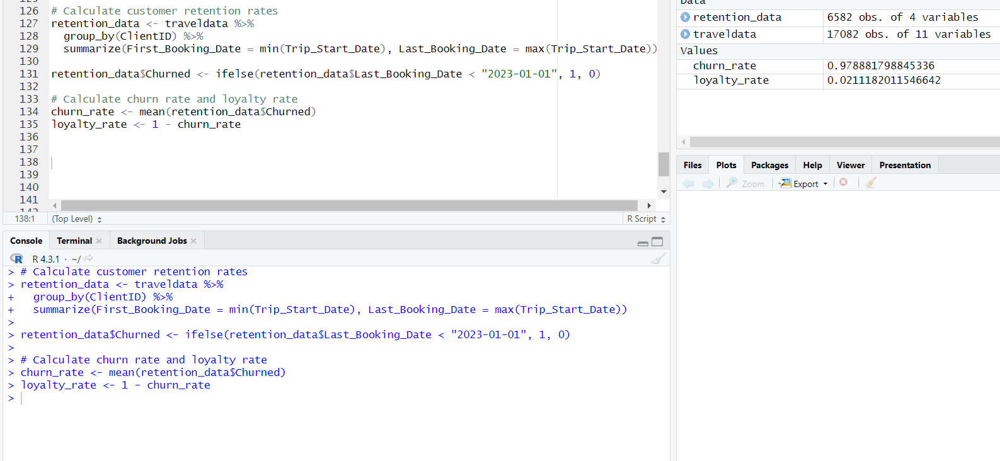 126 # Calculate customer retention rates
127 retention_data <- traveldata %>%
128   group_by(ClientID) %>%
129   summarize(First_Booking_Date = min(Trip_Start_Date), Last_Booking_Date = max(Trip_Start_Date))
130
131 retention_data$Churned <- ifelse(retention_data$Last_Booking_Date < "2023-01-01", 1, 0)
132
133 # Calculate churn rate and loyalty rate
134 churn_rate <- mean(retention_data$Churned)
135 loyalty_rate <- 1 - churn_rate
136
137
138
139
140
141
138:1 (Top Level) R Script
Console Terminal Background Jobs
R R 4.3.1 · ~/
> # Calculate customer retention rates
> retention_data <- traveldata %>%
+   group_by(ClientID) %>%
+   summarize(First_Booking_Date = min(Trip_Start_Date), Last_Booking_Date = max(Trip_Start_Date))
>
> retention_data$Churned <- ifelse(retention_data$Last_Booking_Date < "2023-01-01", 1, 0)
>
> # Calculate churn rate and loyalty rate
> churn_rate <- mean(retention_data$Churned)
> loyalty_rate <- 1 - churn_rate
>
Data
retention_data 6582 obs. of 4 variables
traveldata 17082 obs. of 11 variables
Values
churn_rate 0.978881798845336
loyalty_rate 0.0211182011546642
Files Plots Packages Help Viewer Presentation
Zoom Export